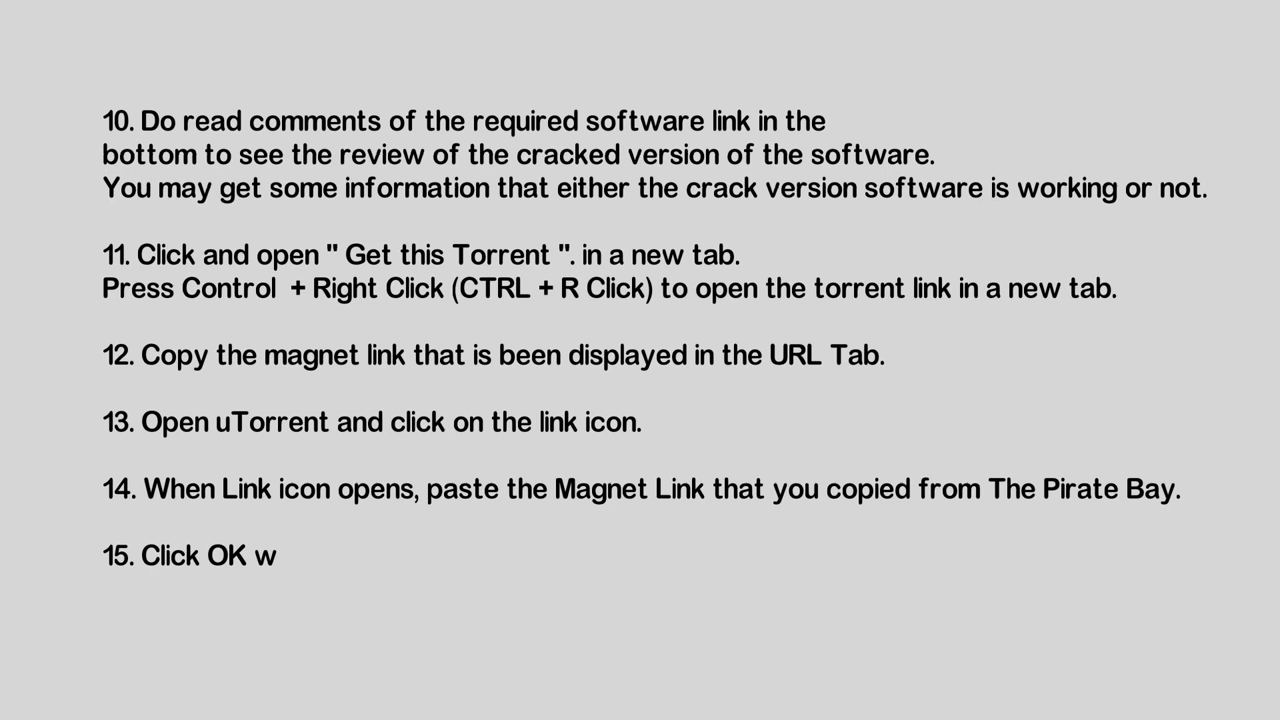 10. Do read comments of the required software link in the
bottom to see the review of the cracked version of the software.
You may get some information that either the crack version software is working or not.
11. Click and open " Get this Torrent ". in a new tab.
Press Control + Right Click (CTRL + R Click) to open the torrent link in a new tab.
12. Copy the magnet link that is been displayed in the URL Tab.
13. Open uTorrent and click on the link icon.
14. When Link icon opens, paste the Magnet Link that you copied from The Pirate Bay.
15. Click OK w